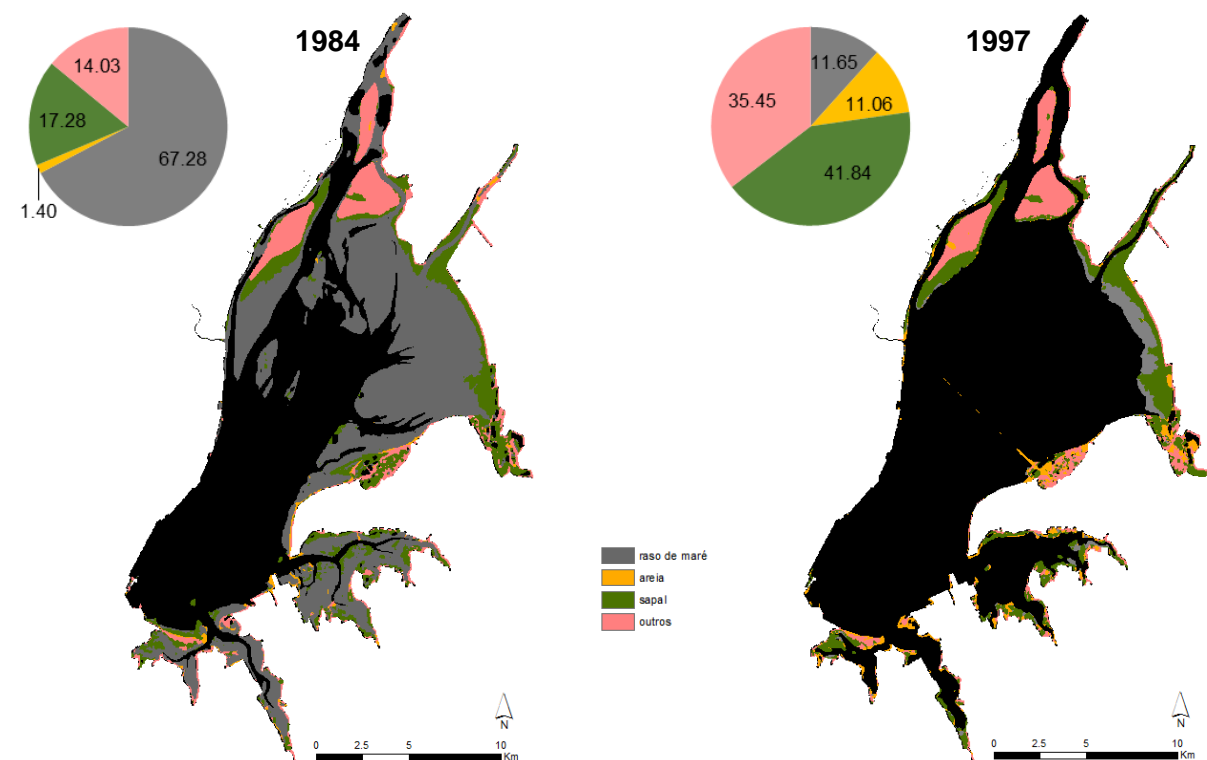 1984
14.03
17.28
67.28
1.40
1997
11.65
11.06
35.45
41.84
raso de maré
areia
sapal
outros
N
0 2.5 5 10
Km
N
0 2.5 5 10
Km